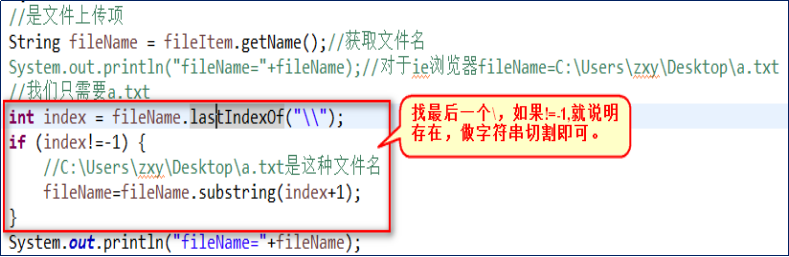 //是文件上传项
String fileName = fileItem.getName();//获取文件名
System.out.println("fileName="+fileName);//对于ie浏览器fileName=C:\Users\zxy\Desktop\a.txt
//我们只需要a.txt
int index = fileName.lastIndexOf("\\");
if (index!=-1) {
//C:\Users\zxy\Desktop\a.txt是这种文件名
fileName=fileName.substring(index+1);
}
System.out.println("fileName="+fileName);
找最后一个\，如果!=-1,就说明
存在，做字符串切割即可。